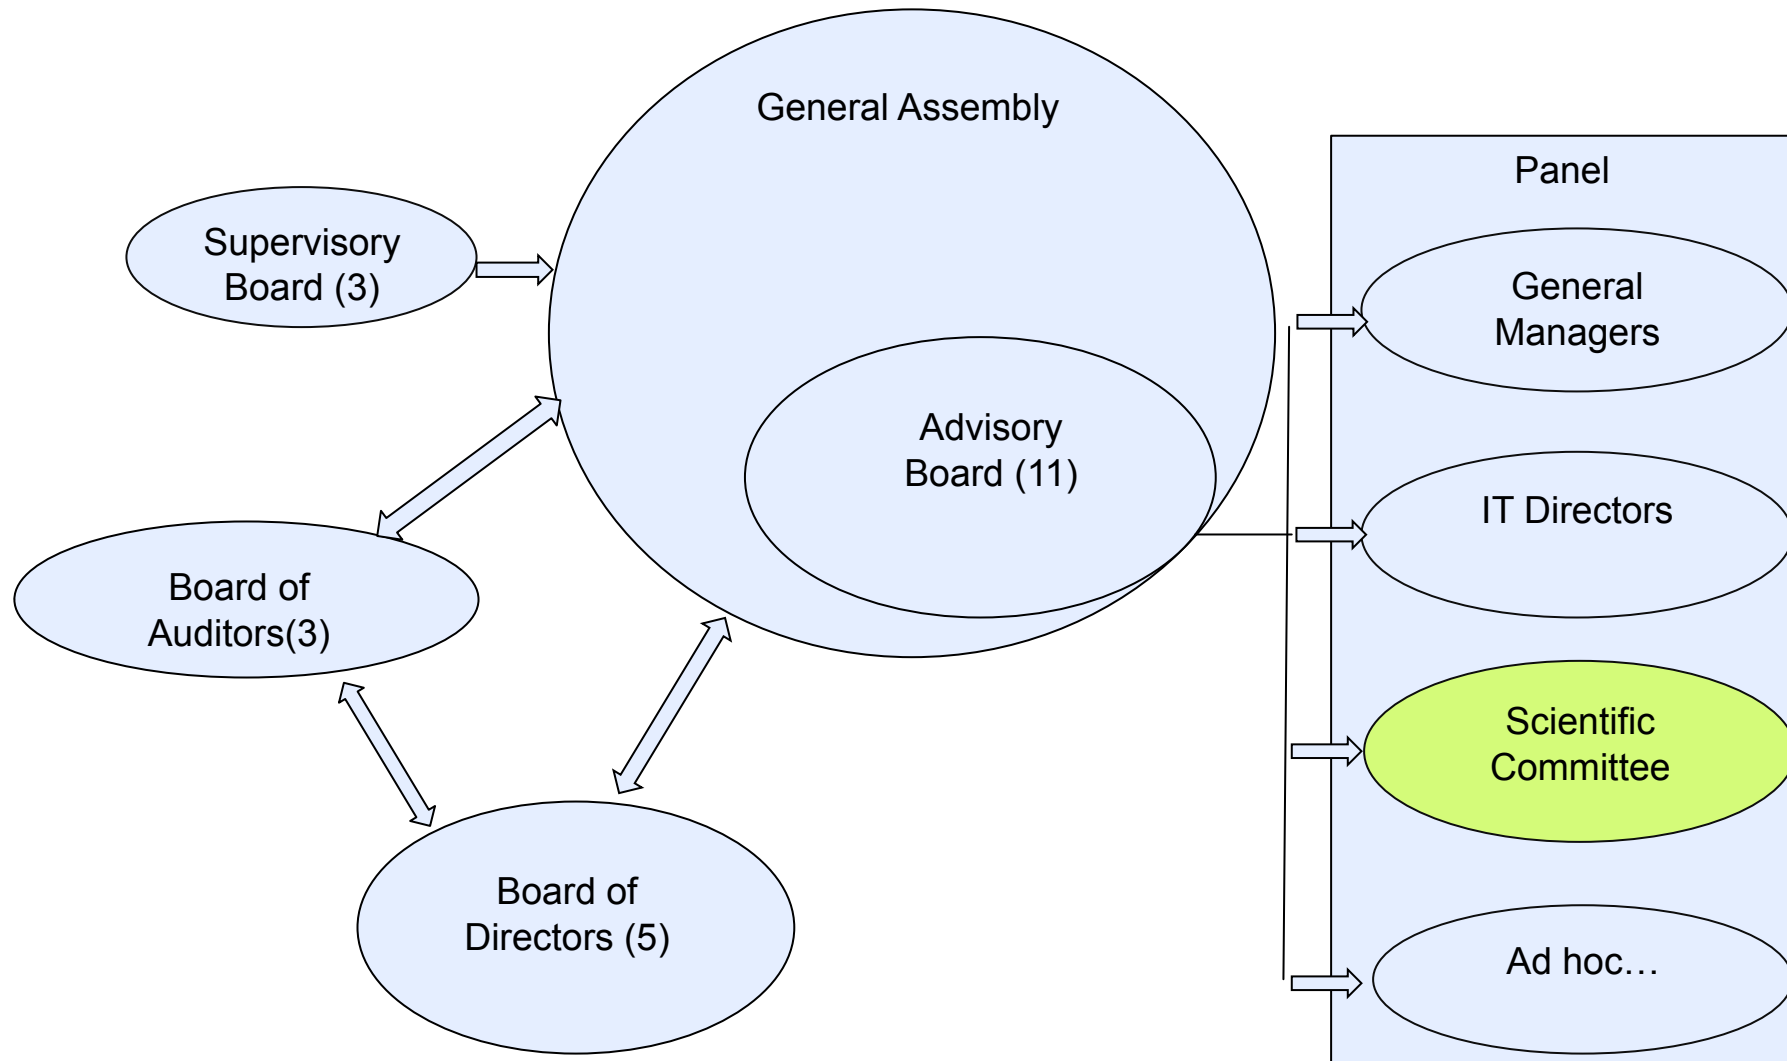 General Assembly
Panel
Supervisory
Board (3)
General
Managers
Advisory
Board (11)
IT Directors
Board of
Auditors(3)
Scientific
Committee
Board of
Directors (5)
Ad hoc…